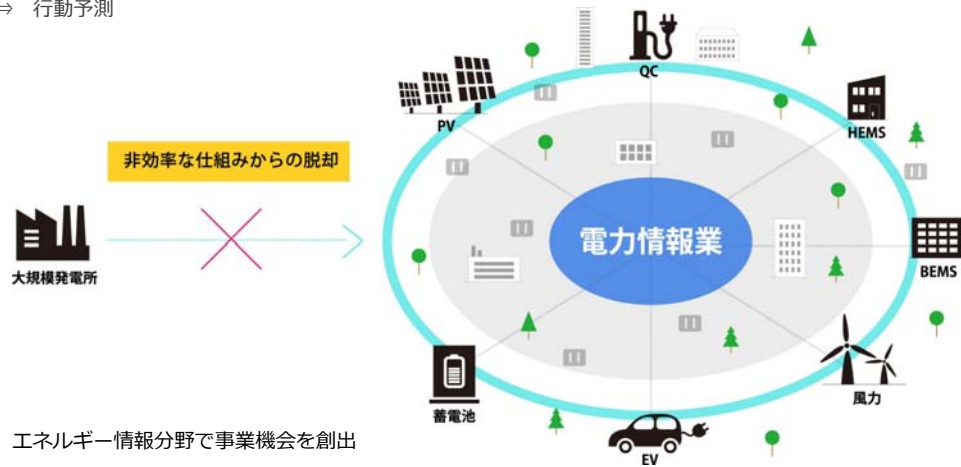 ⇒ 行動予測
QC
PV
HEMS
非効率な仕組みからの脱却
電力情報業
大規模発電所
BEMS
風力
蓄電池
エネルギー情報分野で事業機会を創出
EV